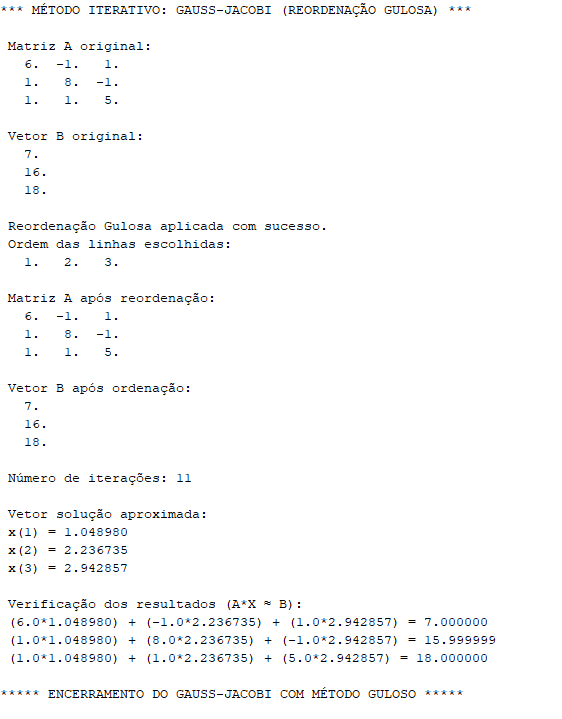 *** MÉTODO ITERATIVO: GAUSS-JACOBI (REORDENAÇÃO GULOSA) ***
Matriz A original:
6. -1. 1.
1. 8. -1.
1. 1. 5.
Vetor B original:
7.
16.
18.
Reordenação Gulosa aplicada com sucesso.
Ordem das linhas escolhidas:
1. 2. 3.
Matriz A após reordenação:
6. -1. 1.
1. 8. -1.
1. 1. 5.
Vetor B após ordenação:
7.
16.
18.
Número de iterações: 11
Vetor solução aproximada:
x(1) = 1.048980
x(2) = 2.236735
x(3) = 2.942857
Verificação dos resultados (A*X ≈ B):
(6.0*1.048980) + (-1.0*2.236735) + (1.0*2.942857) = 7.000000
(1.0*1.048980) + (8.0*2.236735) + (-1.0*2.942857) = 15.999999
(1.0*1.048980) + (1.0*2.236735) + (5.0*2.942857) = 18.000000
***** ENCERRAMENTO DO GAUSS-JACOBI COM MÉTODO GULOSO *****